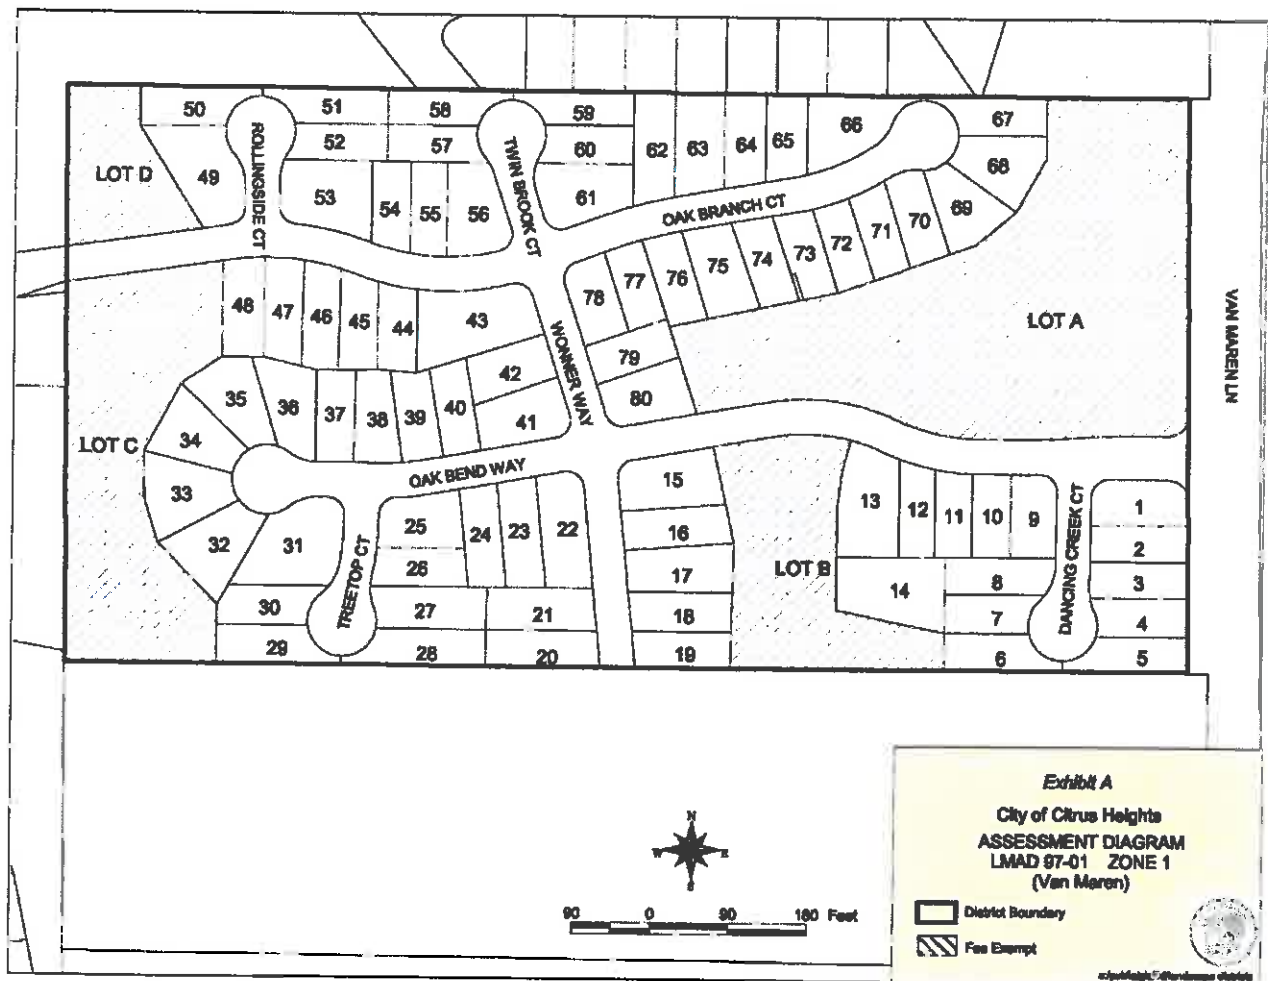 50 51 58 59
67
52 57 60 62 63 64 65 66
LOT D 49 53 54 55 56 61 68
ROLLINGSIDE CT
TWIN BROOK CT
OAK BRANCH CT
69
70
71
72
73
74
75
76
77
78
48 47 46 45 44 43
LOT A
VAN MAREN LN
WONNER WAY
79
80
42
41
35 36 37 38 39 40
34
LOT C
33
32
31
OAK BEND WAY
15
16
17
18
19
13 12 11 10 9
DANCING CREEK CT
1
2
3
4
5
25 24 23 22
26
TREETOP CT
LOT B
14
8
7
6
30
29
27 21
28 20
N
W E
S
90 0 90 180 Feet
Exhibit A
City of Citrus Heights
ASSESSMENT DIAGRAM
LMAD 97-01 ZONE 1
(Van Maren)
District Boundary
Fee Exempt